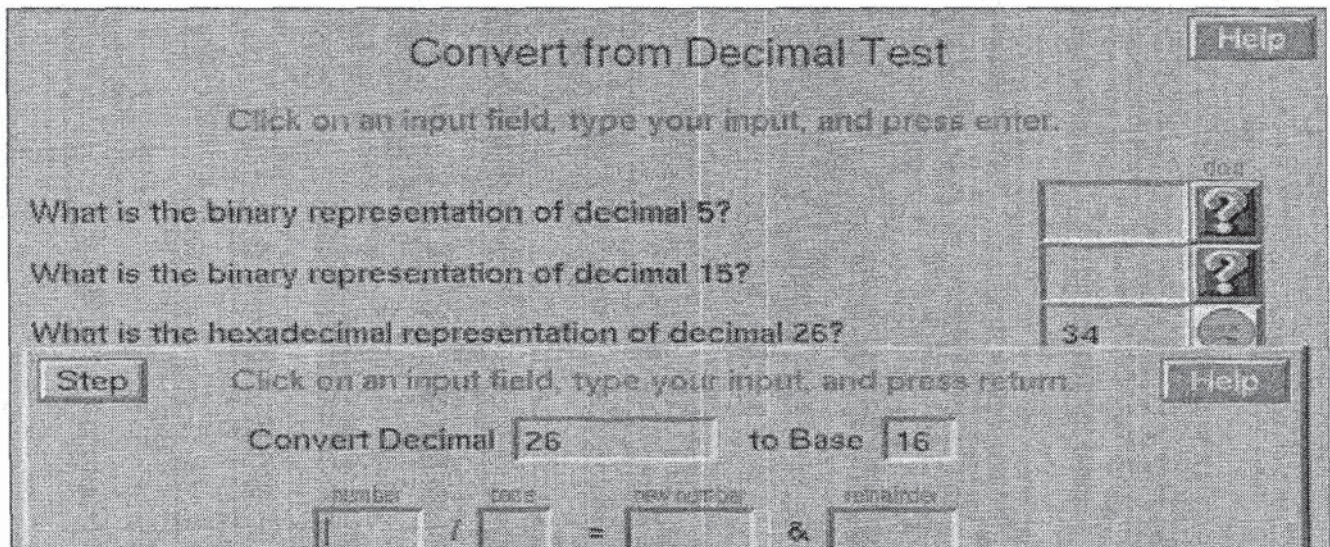 Convert from Decimal Test Help
Click on an input field, type your input, and press enter.
What is the binary representation of decimal 5?
What is the binary representation of decimal 15?
What is the hexadecimal representation of decimal 26? 34
Step Click on an input field, type your input, and press return. Help
Convert Decimal 26 to Base 16
number base new number remainder
/ = &